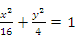 x²/16 + y²/4 = 1